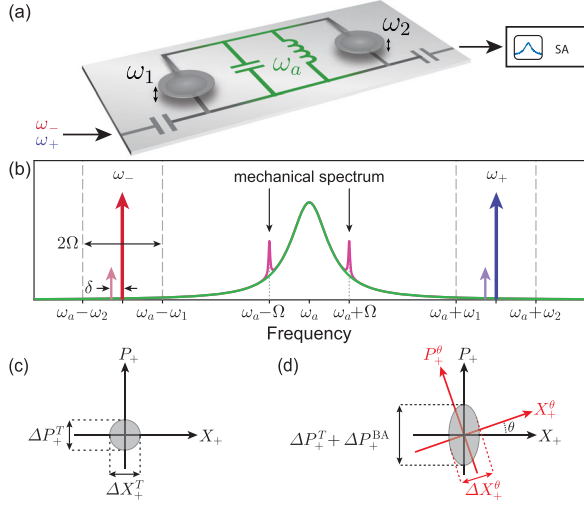 (a)
ω₂
SA
ωₐ
ω₁
ω₋
ω₊
(b)
ω₋
mechanical spectrum
ω₊
2Ω
δ
ωₐ−ω₂
ωₐ−ω₁
ωₐ−Ω
ωₐ
ωₐ+Ω
ωₐ+ω₁
ωₐ+ω₂
Frequency
(c)
P₊
ΔP₊ᵀ
X₊
ΔX₊ᵀ
(d)
P₊^θ
P₊
X₊^θ
θ
X₊
ΔP₊ᵀ + ΔP₊^BA
ΔX₊^θ